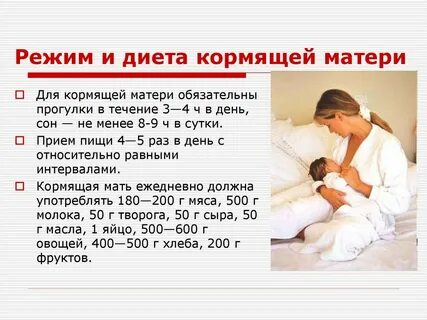 Режим и диета кормящей матери
Для кормящей матери обязательны
прогулки в течение 3—4 ч в день,
сон — не менее 8-9 ч в сутки.
Прием пищи 4—5 раз в день с
относительно равными
интервалами.
Кормящая мать ежедневно должна
употреблять 180—200 г мяса, 500 г
молока, 50 г творога, 50 г сыра, 50
г масла, 1 яйцо, 500—600 г
овощей, 400—500 г хлеба, 200 г
фруктов.